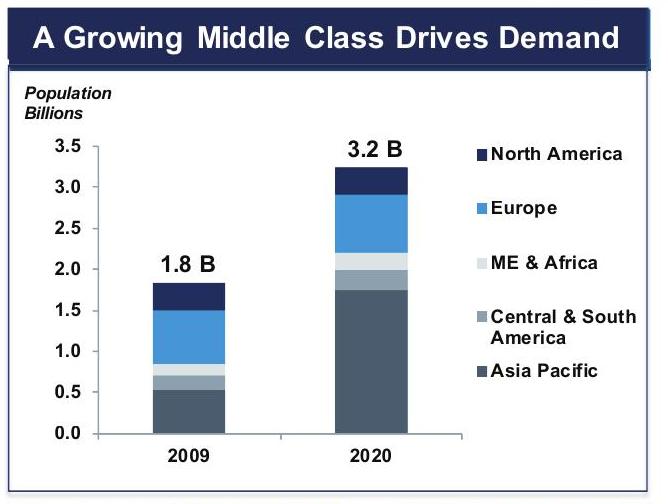 A Growing Middle Class Drives Demand
Population
Billions
3.5
3.0
2.5
2.0
1.5
1.0
0.5
0.0
1.8 B
3.2 B
2009
2020
North America
Europe
ME & Africa
Central & South
America
Asia Pacific